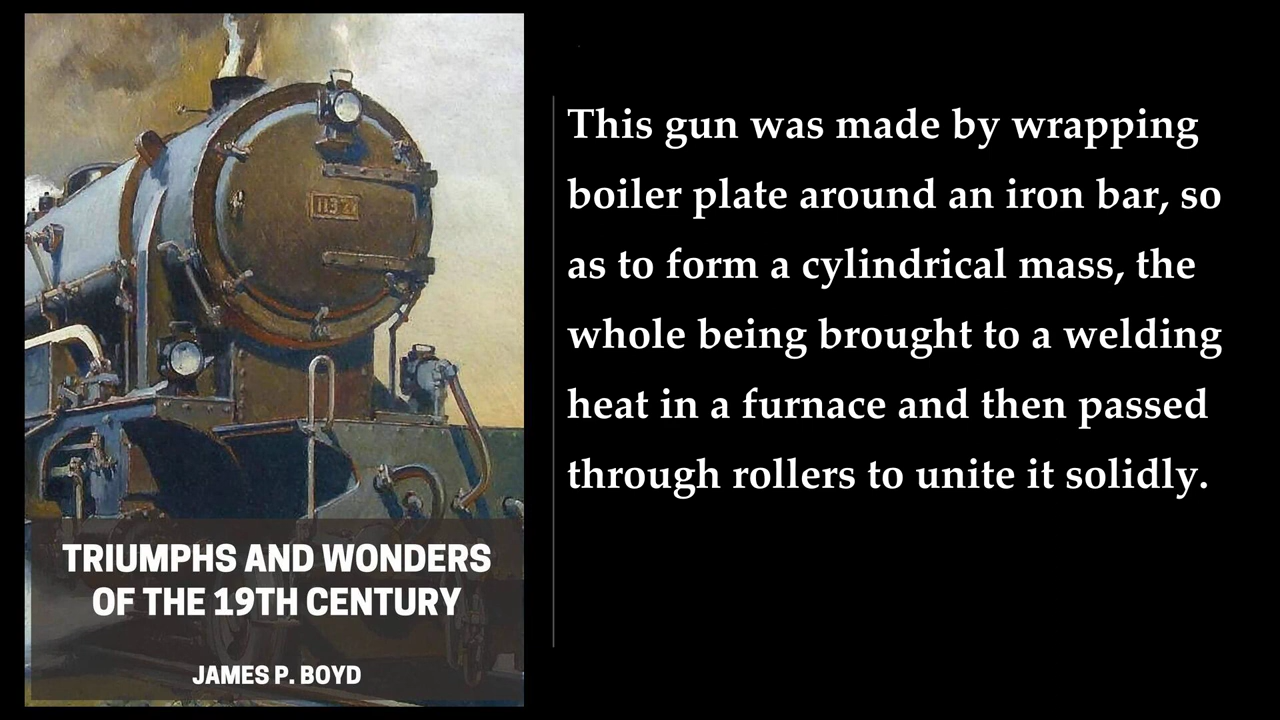 This gun was made by wrapping
boiler plate around an iron bar, so
as to form a cylindrical mass, the
whole being brought to a welding
heat in a furnace and then passed
through rollers to unite it solidly.
TRIUMPHS AND WONDERS
OF THE 19TH CENTURY
JAMES P. BOYD